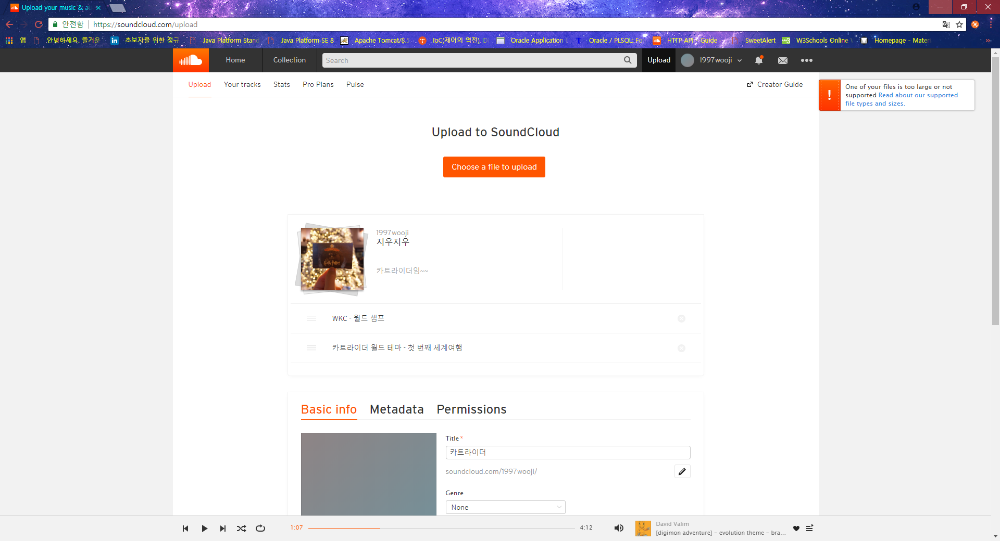 Upload your music & au
안전함 https://soundcloud.com/upload
앱 안녕하세요. 즐거운 초보자를 위한 정규 Java Platform Stand Java Platform SE 8 Apache Tomcat/8.5 IoC(제어의 역전), D Oracle Application Oracle / PLSQL: HTTP API - Guide SweetAlert W3Schools Online Homepage - Materi
Home Collection Search Upload 1997wooji
Upload Your tracks Stats Pro Plans Pulse Creator Guide
One of your files is too large or not
supported Read about our supported
file types and sizes.
Upload to SoundCloud
Choose a file to upload
1997wooji
지우지우
카트라이더임~~
Harry Potter
WKC - 월드 챔프
카트라이더 월드 테마 - 첫 번째 세계여행
Basic info Metadata Permissions
Title *
카트라이더
soundcloud.com/1997wooji/
Genre
None
1:07 4:12
David Valim
[digimon adventure] - evolution theme - bra...